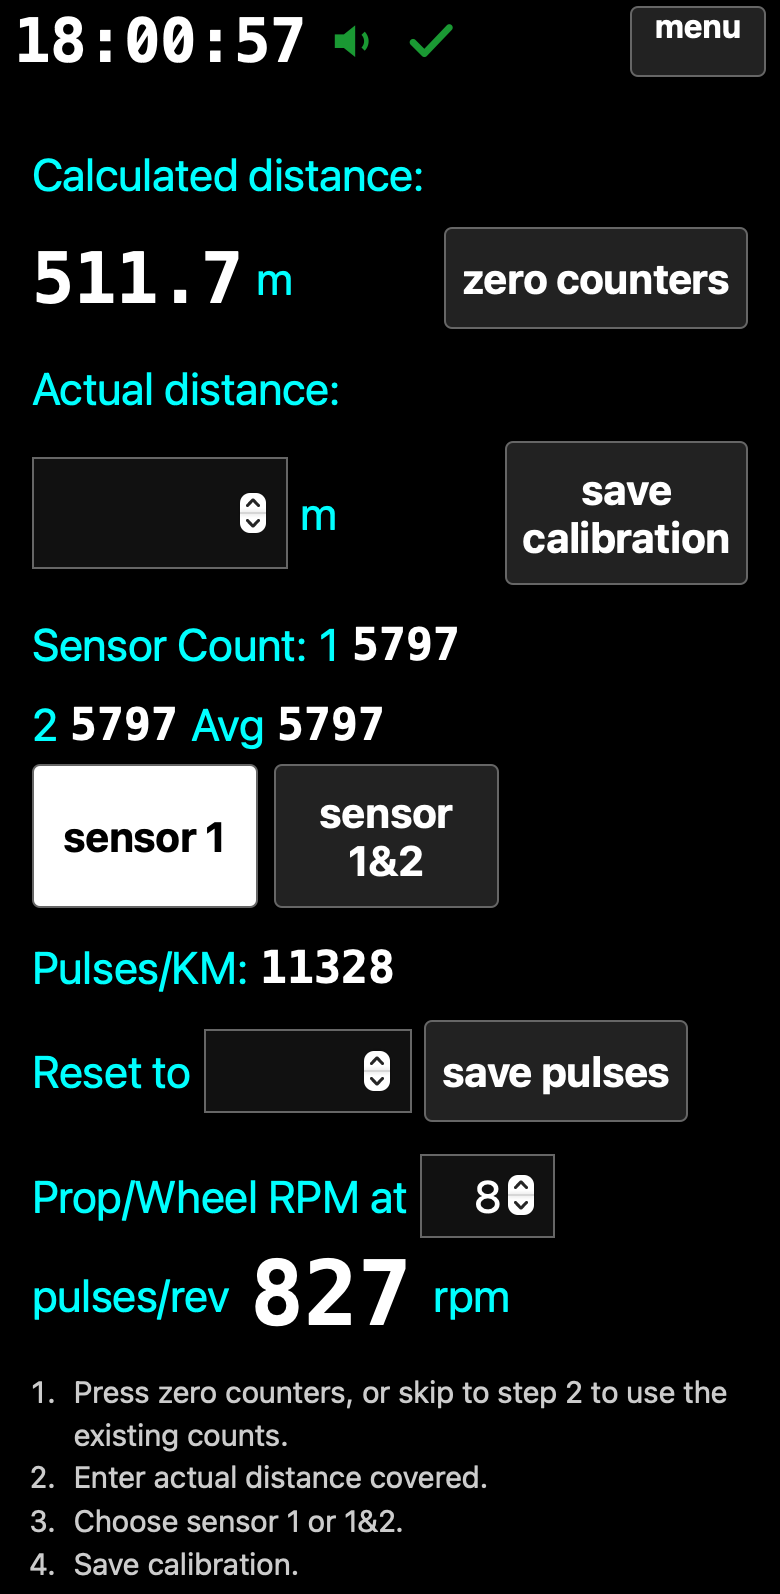 18:00:57
menu
Calculated distance:
511.7 m
zero counters
Actual distance:
m
save
calibration
Sensor Count: 1 5797
2 5797 Avg 5797
sensor 1
sensor
1&2
Pulses/KM: 11328
Reset to
save pulses
Prop/Wheel RPM at 8
pulses/rev 827 rpm
1. Press zero counters, or skip to step 2 to use the
existing counts.
2. Enter actual distance covered.
3. Choose sensor 1 or 1&2.
4. Save calibration.